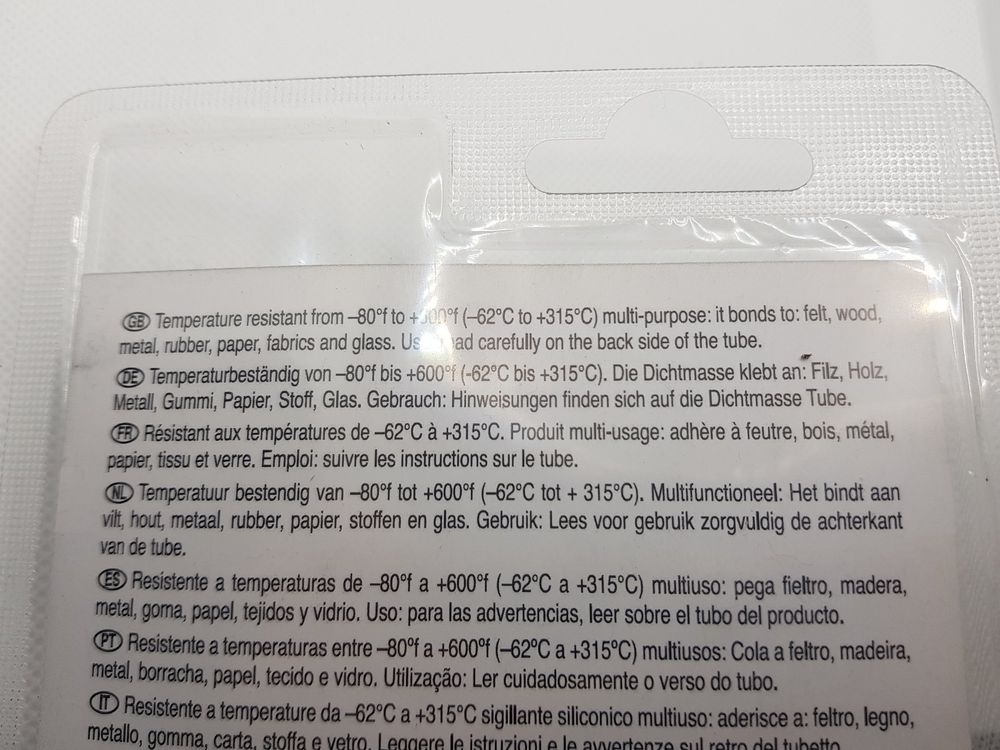 GB Temperature resistant from –80°f to +600°f (–62°C to +315°C) multi-purpose: it bonds to: felt, wood,
metal, rubber, paper, fabrics and glass. carefully on the back side of the tube.
DE Temperaturbeständig von –80°f bis +600°f (-62°C bis +315°C). Die Dichtmasse klebt an: Filz, Holz,
Metall, Gummi, Papier, Stoff, Glas. Gebrauch: Hinweisungen finden sich auf die Dichtmasse Tube.
FR Résistant aux températures de –62°C à +315°C. Produit multi-usage: adhère à feutre, bois, métal,
papier, tissu et verre. Emploi: suivre les instructions sur le tube.
NL Temperatuur bestendig van –80°f tot +600°f (–62°C tot + 315°C). Multifunctioneel: Het bindt aan
vilt, hout, metaal, rubber, papier, stoffen en glas. Gebruik: Lees voor gebruik zorgvuldig de achterkant
van de tube.
ES Resistente a temperaturas de –80°f a +600°f (–62°C a +315°C) multiuso: pega fieltro, madera,
metal, goma, papel, tejidos y vidrio. Uso: para las advertencias, leer sobre el tubo del producto.
PT Resistente a temperaturas entre –80°f a +600°f (–62°C a +315°C) multiusos: Cola a feltro, madeira,
metal, borracha, papel, tecido e vidro. Utilização: Ler cuidadosamente o verso do tubo.
IT Resistente a temperature da –62°C a +315°C sigillante siliconico multiuso: aderisce a: feltro, legno,
metallo, gomma, carta, stoffa e vetro. Leggere le istruzioni e le avvertenze sul retro del tubetto